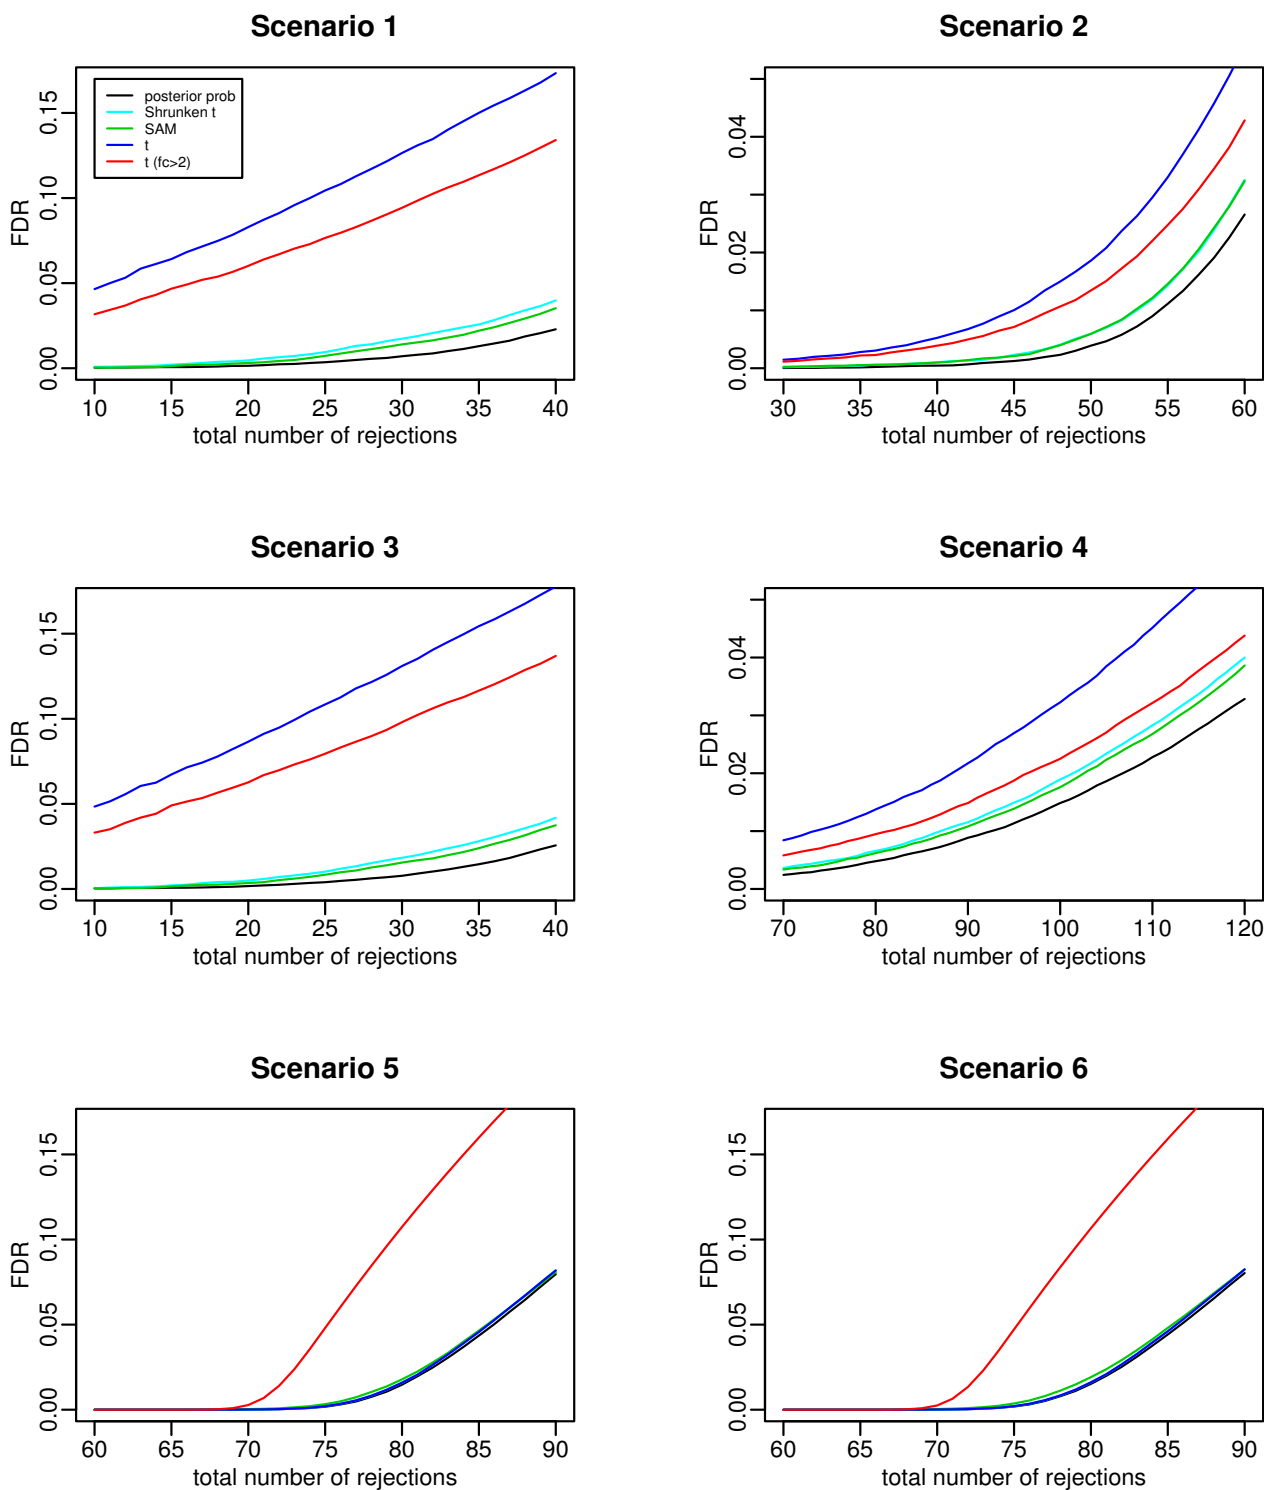 Scenario 1
FDR
0.00 0.05 0.10 0.15
posterior prob
Shrunken t
SAM
t
t (fc>2)
10 15 20 25 30 35 40
total number of rejections
Scenario 2
FDR
0.00 0.02 0.04
30 35 40 45 50 55 60
total number of rejections
Scenario 3
FDR
0.00 0.05 0.10 0.15
10 15 20 25 30 35 40
total number of rejections
Scenario 4
FDR
0.00 0.02 0.04
70 80 90 100 110 120
total number of rejections
Scenario 5
FDR
0.00 0.05 0.10 0.15
60 65 70 75 80 85 90
total number of rejections
Scenario 6
FDR
0.00 0.05 0.10 0.15
60 65 70 75 80 85 90
total number of rejections